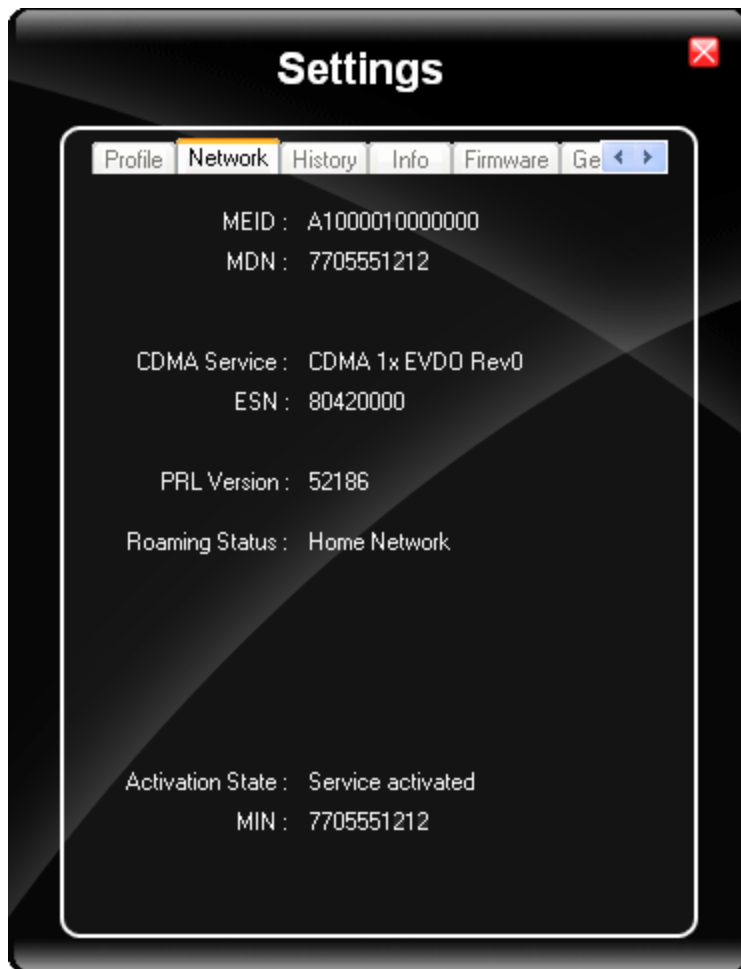 Settings
Profile Network History Info Firmware Ge
MEID : A1000010000000
MDN : 7705551212
CDMA Service : CDMA 1x EVDO Rev0
ESN : 80420000
PRL Version : 52186
Roaming Status : Home Network
Activation State : Service activated
MIN : 7705551212